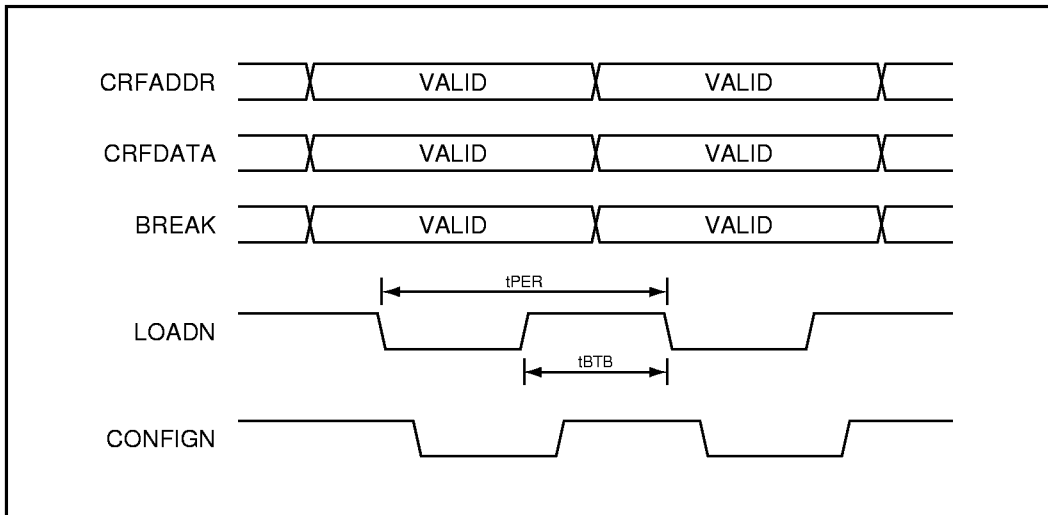 CRFADDR VALID VALID
CRFDATA VALID VALID
BREAK VALID VALID
tPER
LOADN
tBTB
CONFIGN